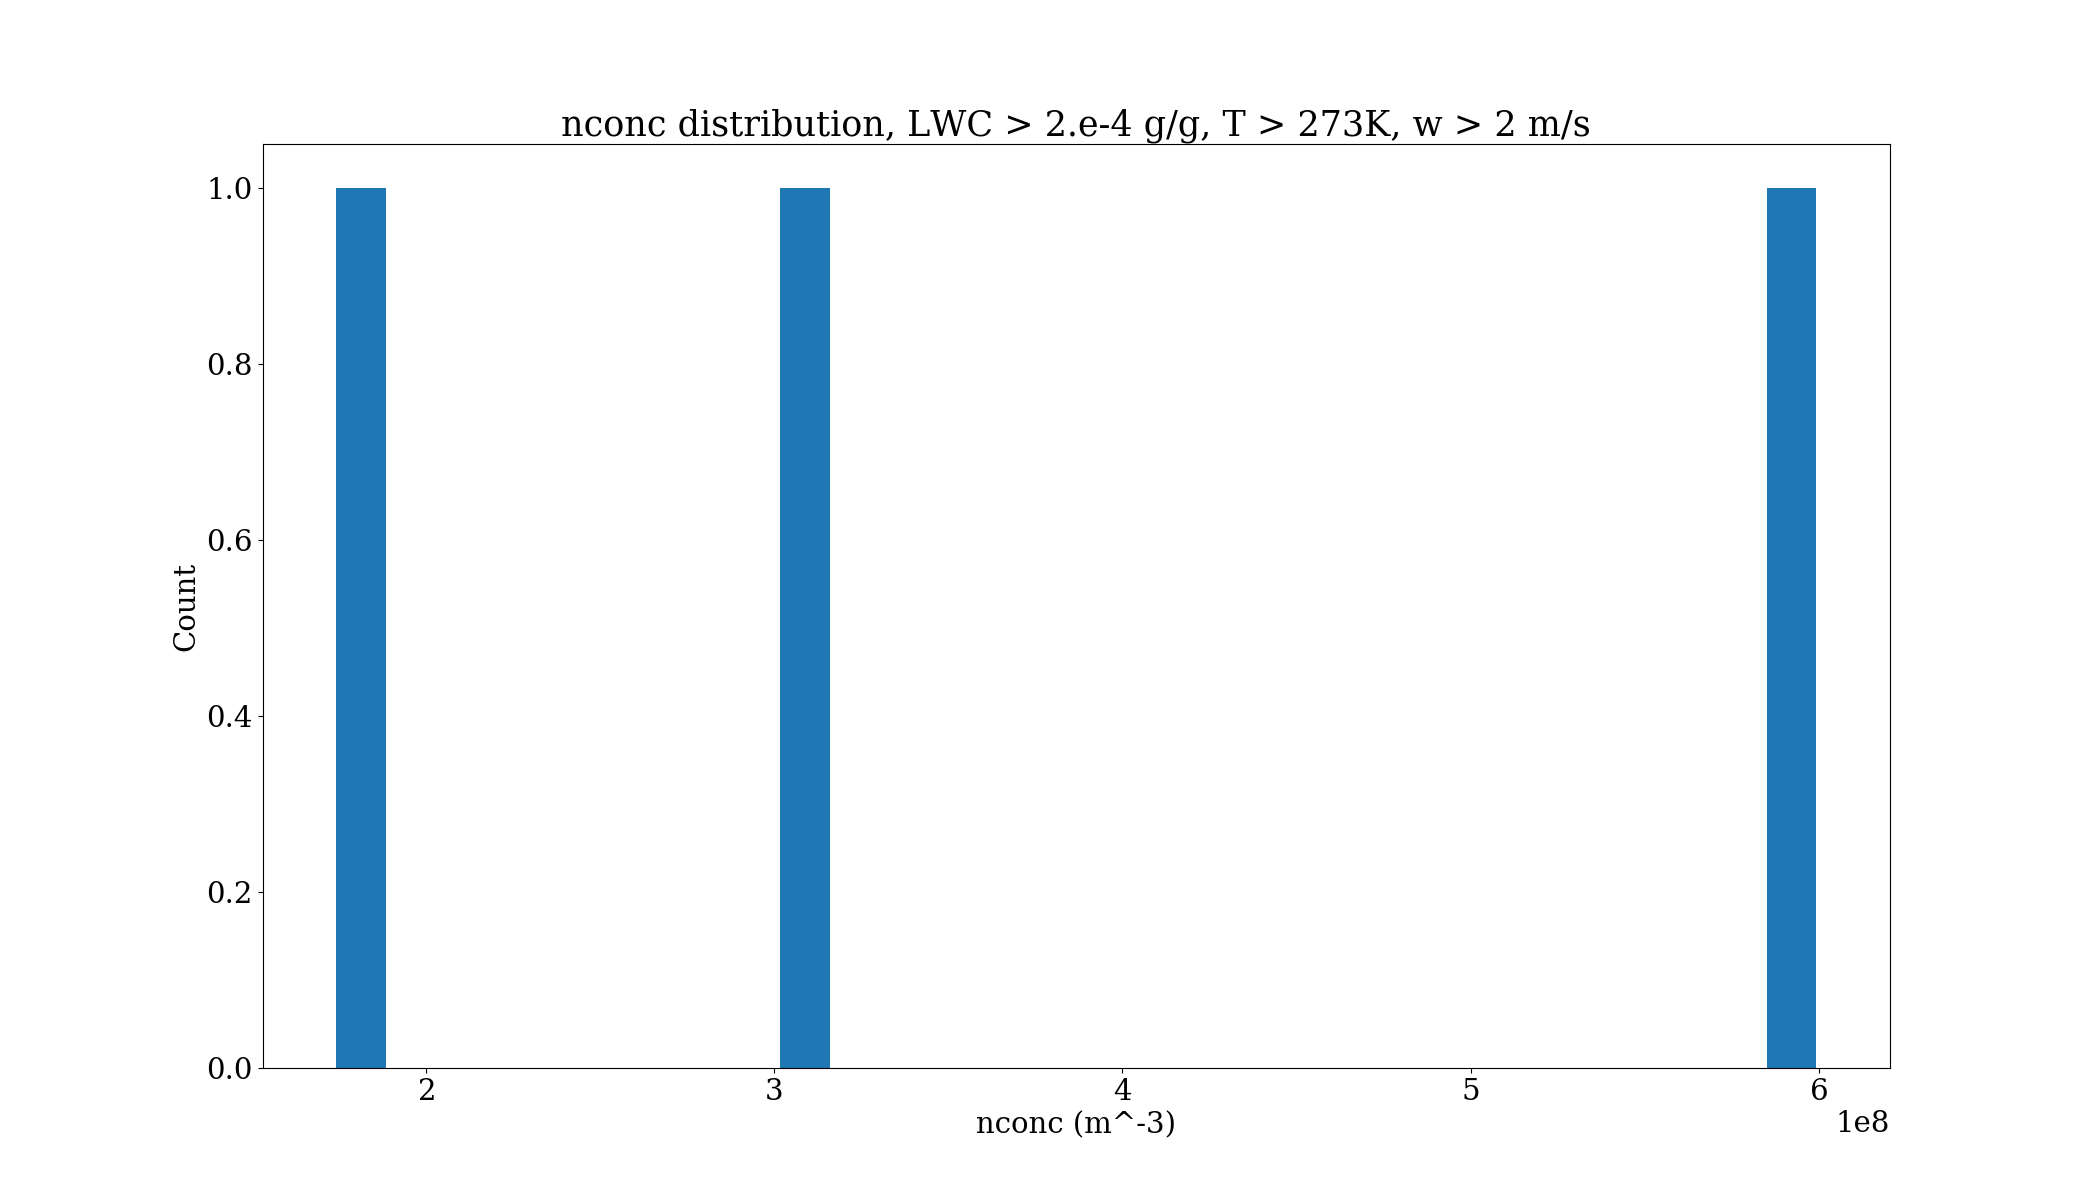 nconc distribution, LWC > 2.e-4 g/g, T > 273K, w > 2 m/s
1.0
0.8
0.6
0.4
0.2
0.0
Count
2 3 4 5 6
1e8
nconc (m^-3)